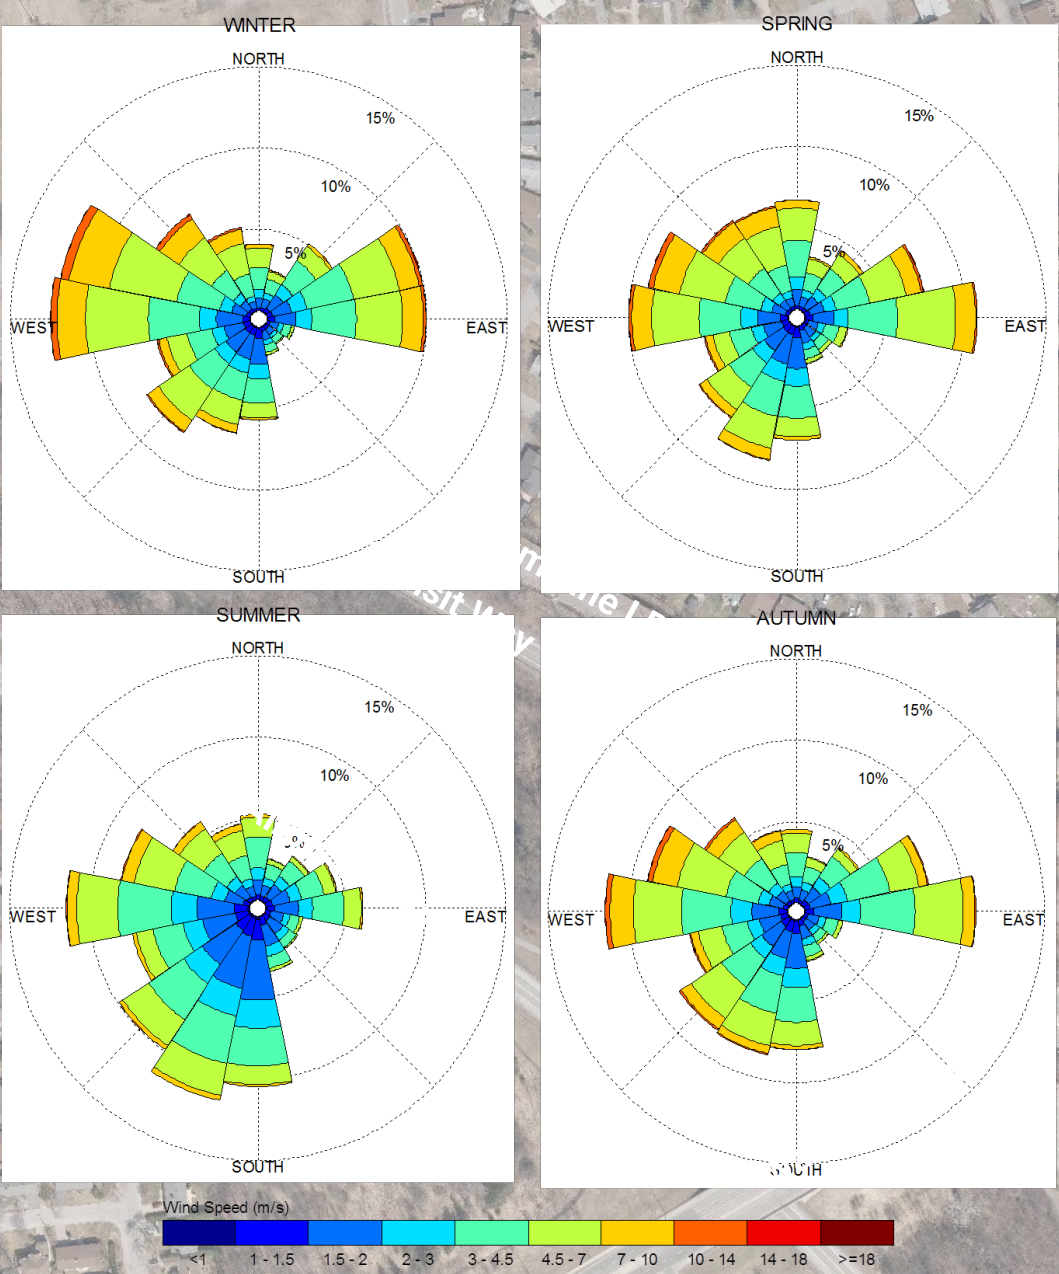 WINTER
NORTH
15%
10%
5%
WEST
EAST
SOUTH
SPRING
NORTH
15%
10%
5%
WEST
EAST
SOUTH
SUMMER
NORTH
15%
10%
WEST
EAST
SOUTH
AUTUMN
NORTH
15%
10%
5%
WEST
EAST
Wind Speed (m/s)
<1
1 - 1.5
1.5 - 2
2 - 3
3 - 4.5
4.5 - 7
7 - 10
10 - 14
14 - 18
>=18